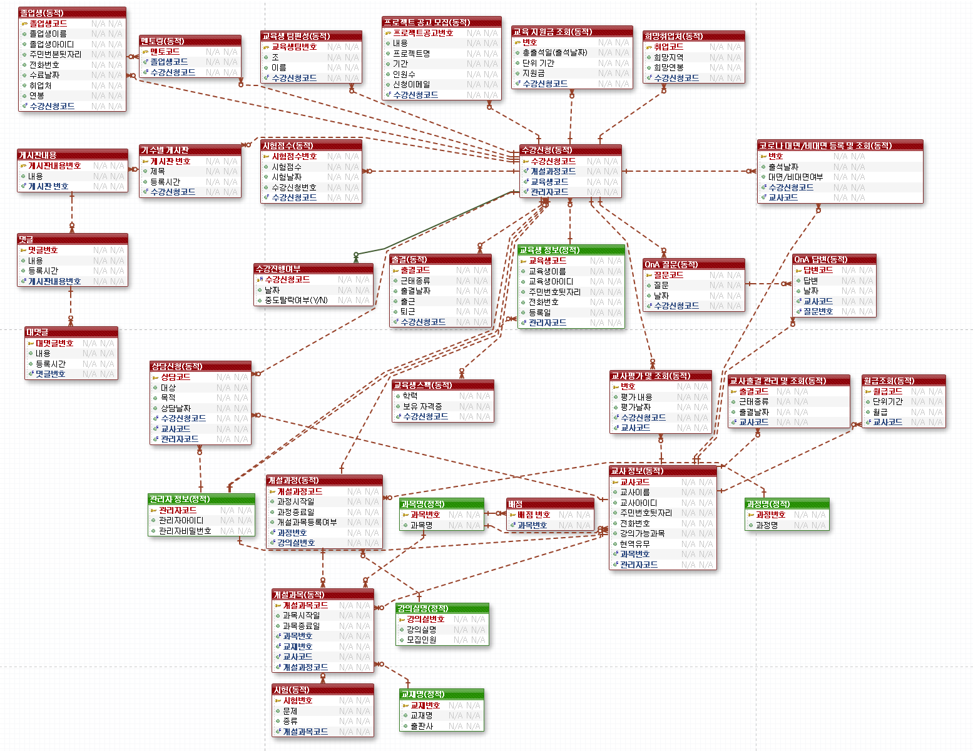 졸업생(동적)
졸업생코드 N/A N/A
졸업생이름 N/A N/A
졸업생아이디 N/A N/A
주민번본뒷자리 N/A N/A
전화번호 N/A N/A
수료날짜 N/A N/A
취업처 N/A N/A
연봉 N/A N/A
수강신청코드 N/A N/A
멘토링(동적)
멘토코드 N/A N/A
졸업생코드 N/A N/A
수강신청코드 N/A N/A
교육생 팀편성(동적)
교육생팀번호 N/A N/A
조 N/A N/A
이름 N/A N/A
수강신청코드 N/A N/A
프로젝트 공고 모집(동적)
프로젝트공고번호 N/A N/A
내용 N/A N/A
프로젝트명 N/A N/A
기간 N/A N/A
인원수 N/A N/A
신청이메일 N/A N/A
수강신청코드 N/A N/A
교육 지원금 조회(동적)
번호 N/A N/A
총출석일(출석날짜) N/A N/A
단위 기간 N/A N/A
지원금 N/A N/A
수강신청코드 N/A N/A
희망취업처(동적)
취업코드 N/A N/A
희망지역 N/A N/A
희망연봉 N/A N/A
수강신청코드 N/A N/A
게시판내용
게시판내용번호 N/A N/A
내용 N/A N/A
게시판 번호 N/A N/A
기수별 게시판
게시판 번호 N/A N/A
제목 N/A N/A
등록시간 N/A N/A
수강신청코드 N/A N/A
시험점수(동적)
시험점수번호 N/A N/A
시험점수 N/A N/A
시험날짜 N/A N/A
수강신청번호 N/A N/A
수강신청코드 N/A N/A
수강신청(동적)
수강신청코드 N/A N/A
개설과정코드 N/A N/A
교육생코드 N/A N/A
관리자코드 N/A N/A
코로나 대면/비대면 등록 및 조회(동적)
번호 N/A N/A
출석날짜 N/A N/A
대면/비대면여부 N/A N/A
수강신청코드 N/A N/A
교사코드 N/A N/A
댓글
댓글번호 N/A N/A
내용 N/A N/A
등록시간 N/A N/A
게시판내용번호 N/A N/A
수강진행여부
수강신청코드 N/A N/A
날짜 N/A N/A
중도탈락여부(Y/N) N/A N/A
출결(동적)
출결코드 N/A N/A
근태종류 N/A N/A
출결날짜 N/A N/A
출근 N/A N/A
퇴근 N/A N/A
수강신청코드 N/A N/A
교육생 정보(정적)
교육생코드 N/A N/A
교육생이름 N/A N/A
교육생아이디 N/A N/A
주민번호뒷자리 N/A N/A
전화번호 N/A N/A
등록일 N/A N/A
관리자코드 N/A N/A
QnA 질문(동적)
질문코드 N/A N/A
질문 N/A N/A
날짜 N/A N/A
수강신청코드 N/A N/A
QnA 답변(동적)
답변코드 N/A N/A
답변 N/A N/A
날짜 N/A N/A
교사코드 N/A N/A
질문번호 N/A N/A
대댓글
대댓글번호 N/A N/A
내용 N/A N/A
등록시간 N/A N/A
댓글번호 N/A N/A
상담신청(동적)
상담코드 N/A N/A
대상 N/A N/A
목적 N/A N/A
상담날짜 N/A N/A
수강신청코드 N/A N/A
교사코드 N/A N/A
관리자코드 N/A N/A
교육생스펙(동적)
학력 N/A N/A
보유 자격증 N/A N/A
수강신청코드 N/A N/A
교사평가 및 조회(동적)
번호 N/A N/A
평가 내용 N/A N/A
평가날짜 N/A N/A
수강신청코드 N/A N/A
교사코드 N/A N/A
교사출결 관리 및 조회(동적)
출결코드 N/A N/A
근태종류 N/A N/A
출결날짜 N/A N/A
교사코드 N/A N/A
월급조회(동적)
월급코드 N/A N/A
단위기간 N/A N/A
월급 N/A N/A
교사코드 N/A N/A
관리자 정보(정적)
관리자코드 N/A N/A
관리자아이디 N/A N/A
관리자비밀번호 N/A N/A
개설과정(동적)
개설과정코드 N/A N/A
과정시작일 N/A N/A
과정종료일 N/A N/A
개설과목등록여부 N/A N/A
과정번호 N/A N/A
강의실번호 N/A N/A
과목명(정적)
과목번호 N/A N/A
과목명 N/A N/A
배점
배점 번호 N/A N/A
과목번호 N/A N/A
교사 정보(동적)
교사코드 N/A N/A
교사이름 N/A N/A
교사아이디 N/A N/A
주민번호뒷자리 N/A N/A
전화번호 N/A N/A
강의가능과목 N/A N/A
현역유무 N/A N/A
과목번호 N/A N/A
관리자코드 N/A N/A
과정명(정적)
과정번호 N/A N/A
과정명 N/A N/A
개설과목(동적)
개설과목코드 N/A N/A
과목시작일 N/A N/A
과목종료일 N/A N/A
과목번호 N/A N/A
교재번호 N/A N/A
교사코드 N/A N/A
개설과정코드 N/A N/A
강의실명(정적)
강의실번호 N/A N/A
강의실명 N/A N/A
모집인원 N/A N/A
시험(동적)
시험번호 N/A N/A
문제 N/A N/A
종류 N/A N/A
개설과목코드 N/A N/A
교재명(정적)
교재번호 N/A N/A
교재명 N/A N/A
출판사 N/A N/A